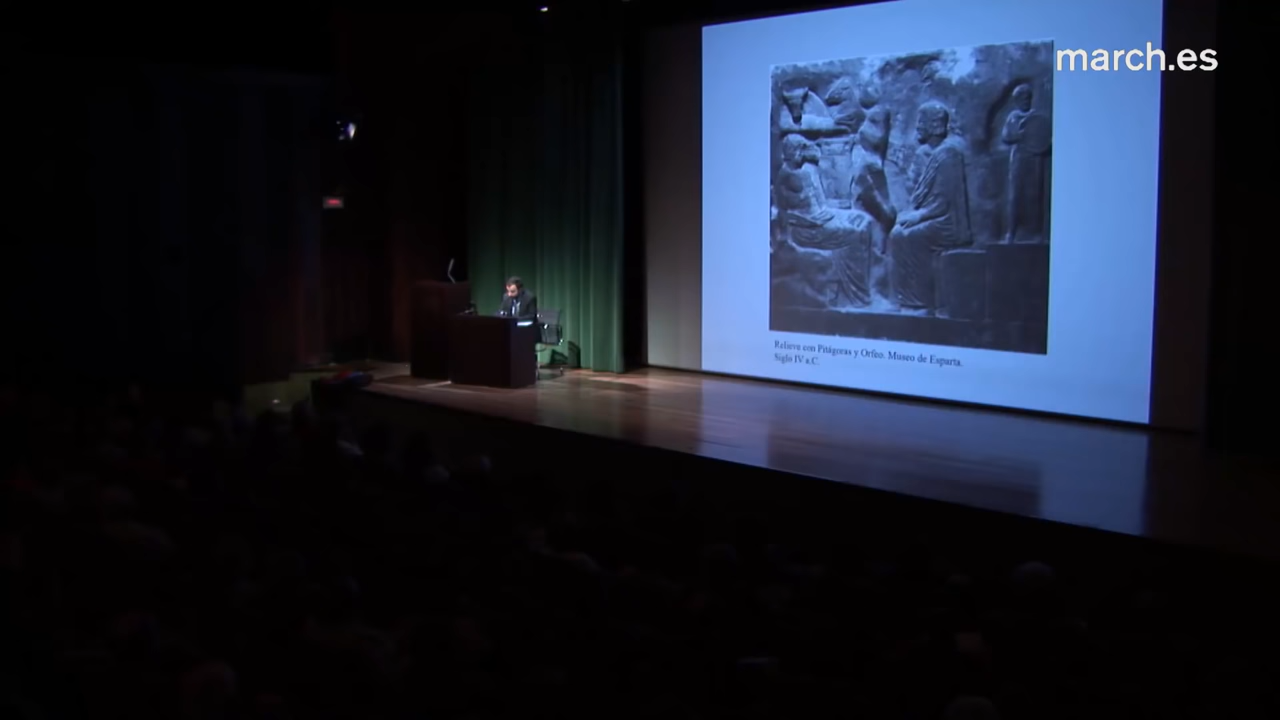 march.es
Relieve con Pitágoras y Orfeo. Museo de Esparta.
Siglo IV a.C.